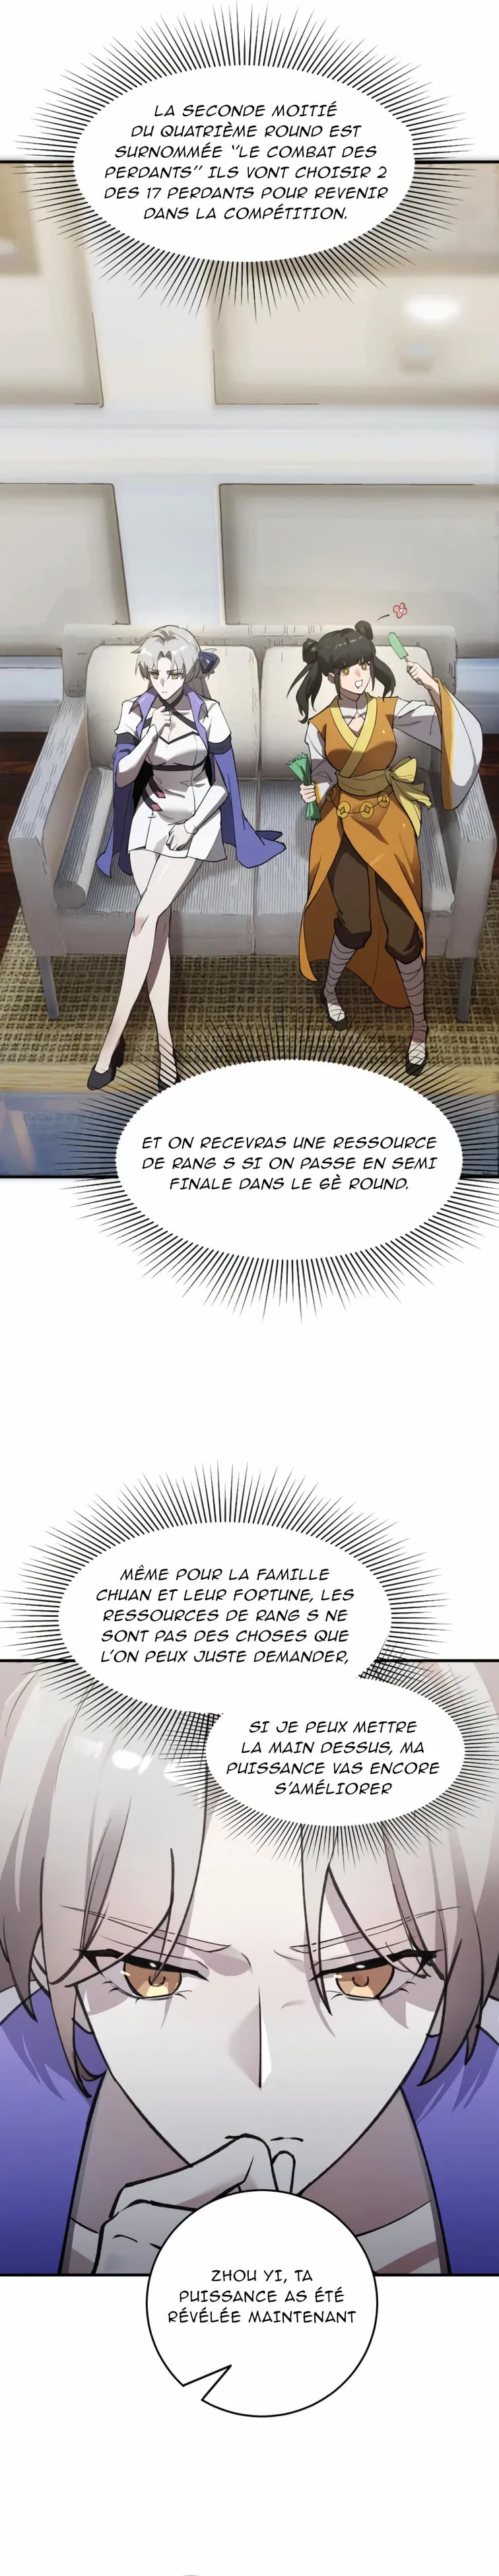 LA SECONDE MOITIÉ
DU QUATRIÈME ROUND EST
SURNOMMÉE "LE COMBAT DES
PERDANTS" ILS VONT CHOISIR 2
DES 17 PERDANTS POUR REVENIR
DANS LA COMPÉTITION.
ET ON RECEVRAS UNE RESSOURCE
DE RANG S SI ON PASSE EN SEMI
FINALE DANS LE 6È ROUND.
MÊME POUR LA FAMILLE
CHUAN ET LEUR FORTUNE, LES
RESSOURCES DE RANG S NE
SONT PAS DES CHOSES QUE
L'ON PEUX JUSTE DEMANDER,
SI JE PEUX METTRE
LA MAIN DESSUS, MA
PUISSANCE VAS ENCORE
S'AMÉLIORER
ZHOU YI, TA
PUISSANCE AS ÉTÉ
RÉVÉLÉE MAINTENANT